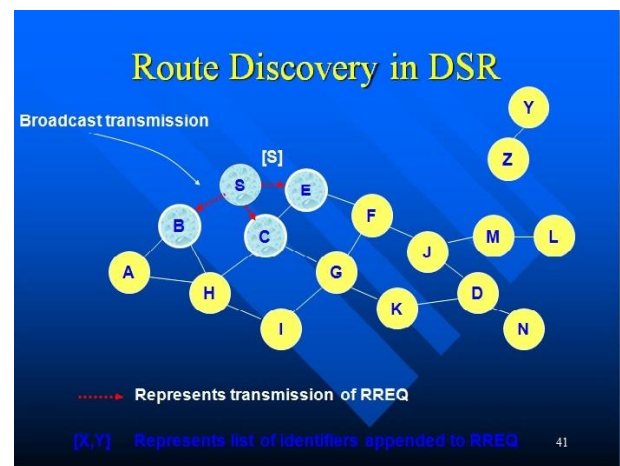 Route Discovery in DSR
Y
Broadcast transmission
Z
[S]
S
E
B
C
F
J
M
L
A
H
G
D
K
I
N
Represents transmission of RREQ
[X,Y] Represents list of identifiers appended to RREQ
41